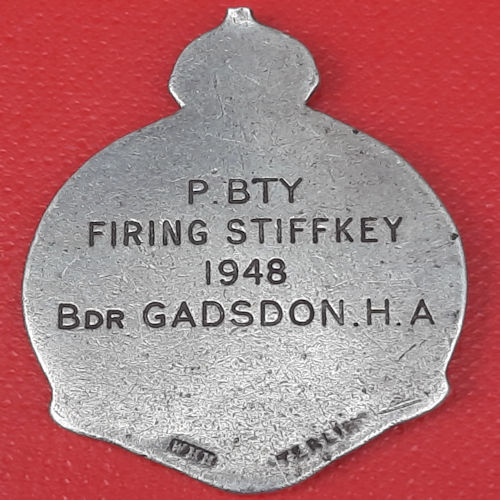 P. BTY
FIRING STIFFKEY
1948
BDR GADSDON.H.A